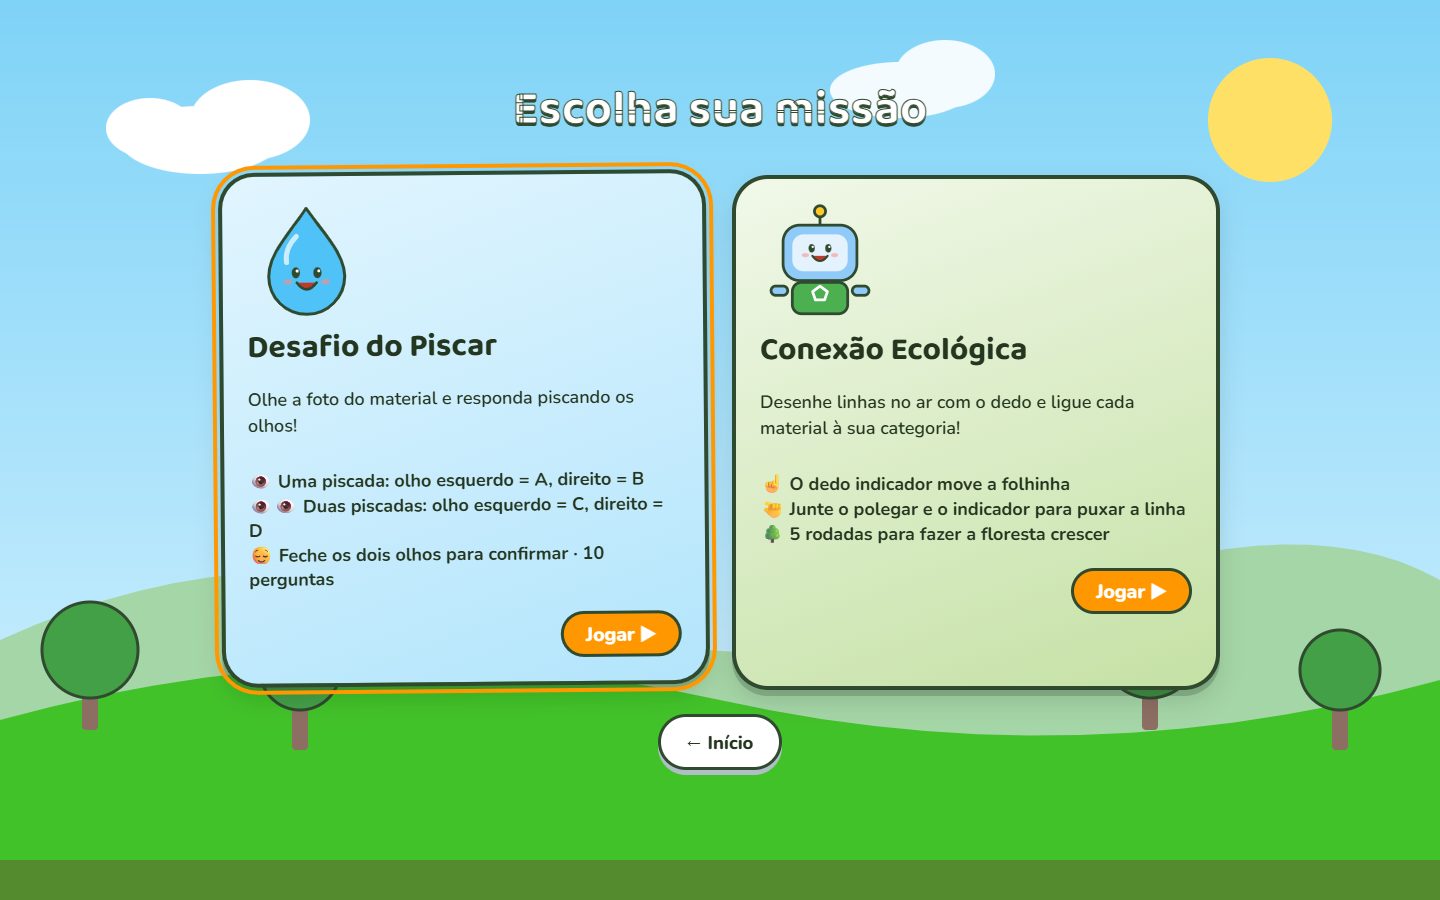 Escolha sua missão
Desafio do Piscar
Olhe a foto do material e responda piscando os
olhos!
👁 Uma piscada: olho esquerdo = A, direito = B
👁 👁 Duas piscadas: olho esquerdo = C, direito =
D
😌 Feche os dois olhos para confirmar · 10
perguntas
Jogar ▶
Conexão Ecológica
Desenhe linhas no ar com o dedo e ligue cada
material à sua categoria!
☝ O dedo indicador move a folhinha
🤏 Junte o polegar e o indicador para puxar a linha
🌳 5 rodadas para fazer a floresta crescer
Jogar ▶
← Início